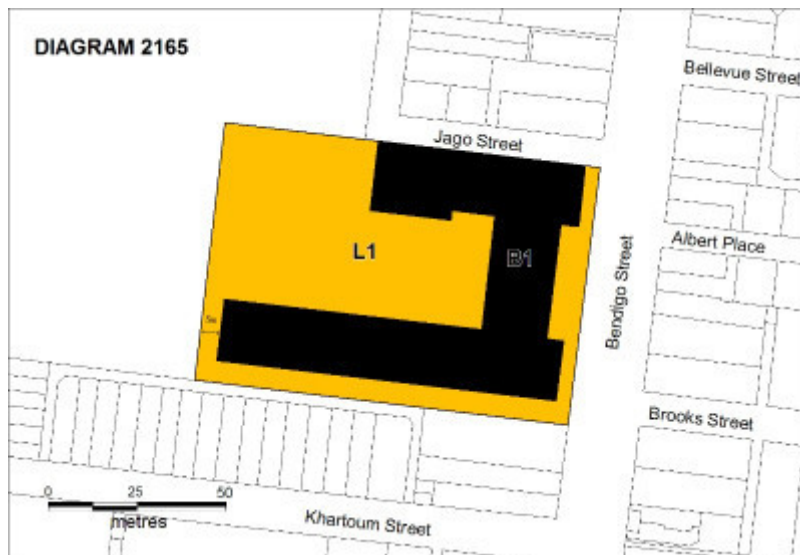 DIAGRAM 2165
Bellevue Street
Jago Street
Albert Place
L1
B1
Bendigo Street
Brooks Street
0 25 50
metres
Khartoum Street